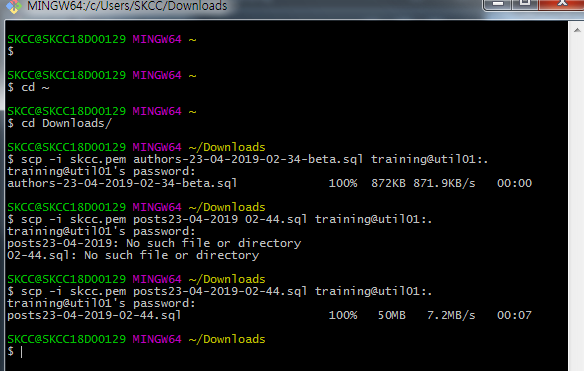 MINGW64:/c/Users/SKCC/Downloads
SKCC@SKCC18D00129 MINGW64 ~
$
SKCC@SKCC18D00129 MINGW64 ~
$ cd ~
SKCC@SKCC18D00129 MINGW64 ~
$ cd Downloads/
SKCC@SKCC18D00129 MINGW64 ~/Downloads
$ scp -i skcc.pem authors-23-04-2019-02-34-beta.sql training@util01:.
training@util01's password:
authors-23-04-2019-02-34-beta.sql 100% 872KB 871.9KB/s 00:00
SKCC@SKCC18D00129 MINGW64 ~/Downloads
$ scp -i skcc.pem posts23-04-2019 02-44.sql training@util01:.
training@util01's password:
posts23-04-2019: No such file or directory
02-44.sql: No such file or directory
SKCC@SKCC18D00129 MINGW64 ~/Downloads
$ scp -i skcc.pem posts23-04-2019-02-44.sql training@util01:.
training@util01's password:
posts23-04-2019-02-44.sql 100% 50MB 7.2MB/s 00:07
SKCC@SKCC18D00129 MINGW64 ~/Downloads
$